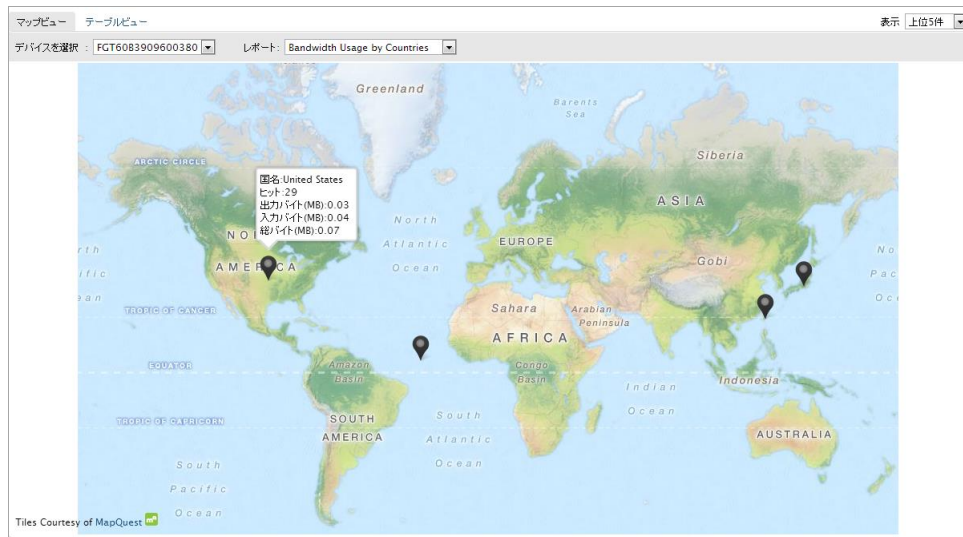 マップビュー テーブルビュー 表示 上位5件
デバイスを選択 : FGT60B3909600380 レポート: Bandwidth Usage by Countries
Greenland
Barents
Sea
Siberia
ARCTIC CIRCLE
ASIA
国名:United States
ヒット:29
出力バイト(MB):0.03
入力バイト(MB):0.04
総バイト(MB):0.07
North
Atlantic
Ocean
EUROPE
Gobi
AMERICA
Sahara
Arabian
Peninsula
TROPIC OF CANCER
AFRICA
EQUATOR
Amazon
Basin
Congo
Basin
Indian
Ocean
Indonesia
TROPIC OF CAPRICORN
SOUTH
AMERICA
South
Atlantic
Ocean
AUSTRALIA
South
Pacific
Ocean
Tiles Courtesy of MapQuest